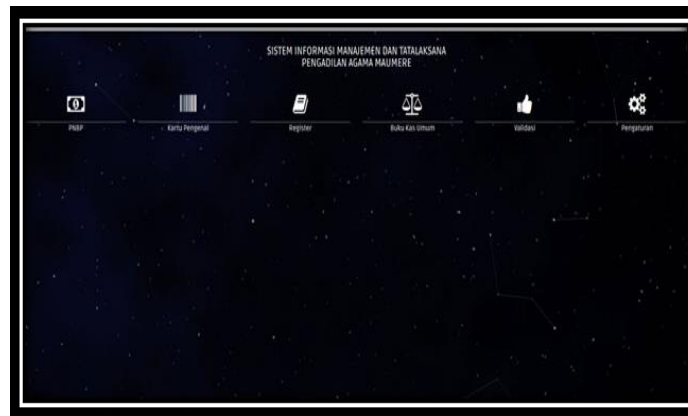 SISTEM INFORMASI MANAJEMEN DAN TATALAKSANA
PENGADILAN AGAMA MAUMERE
PNBP
Kartu Pengenal
Register
Buku Kas Umum
Validasi
Pengaturan